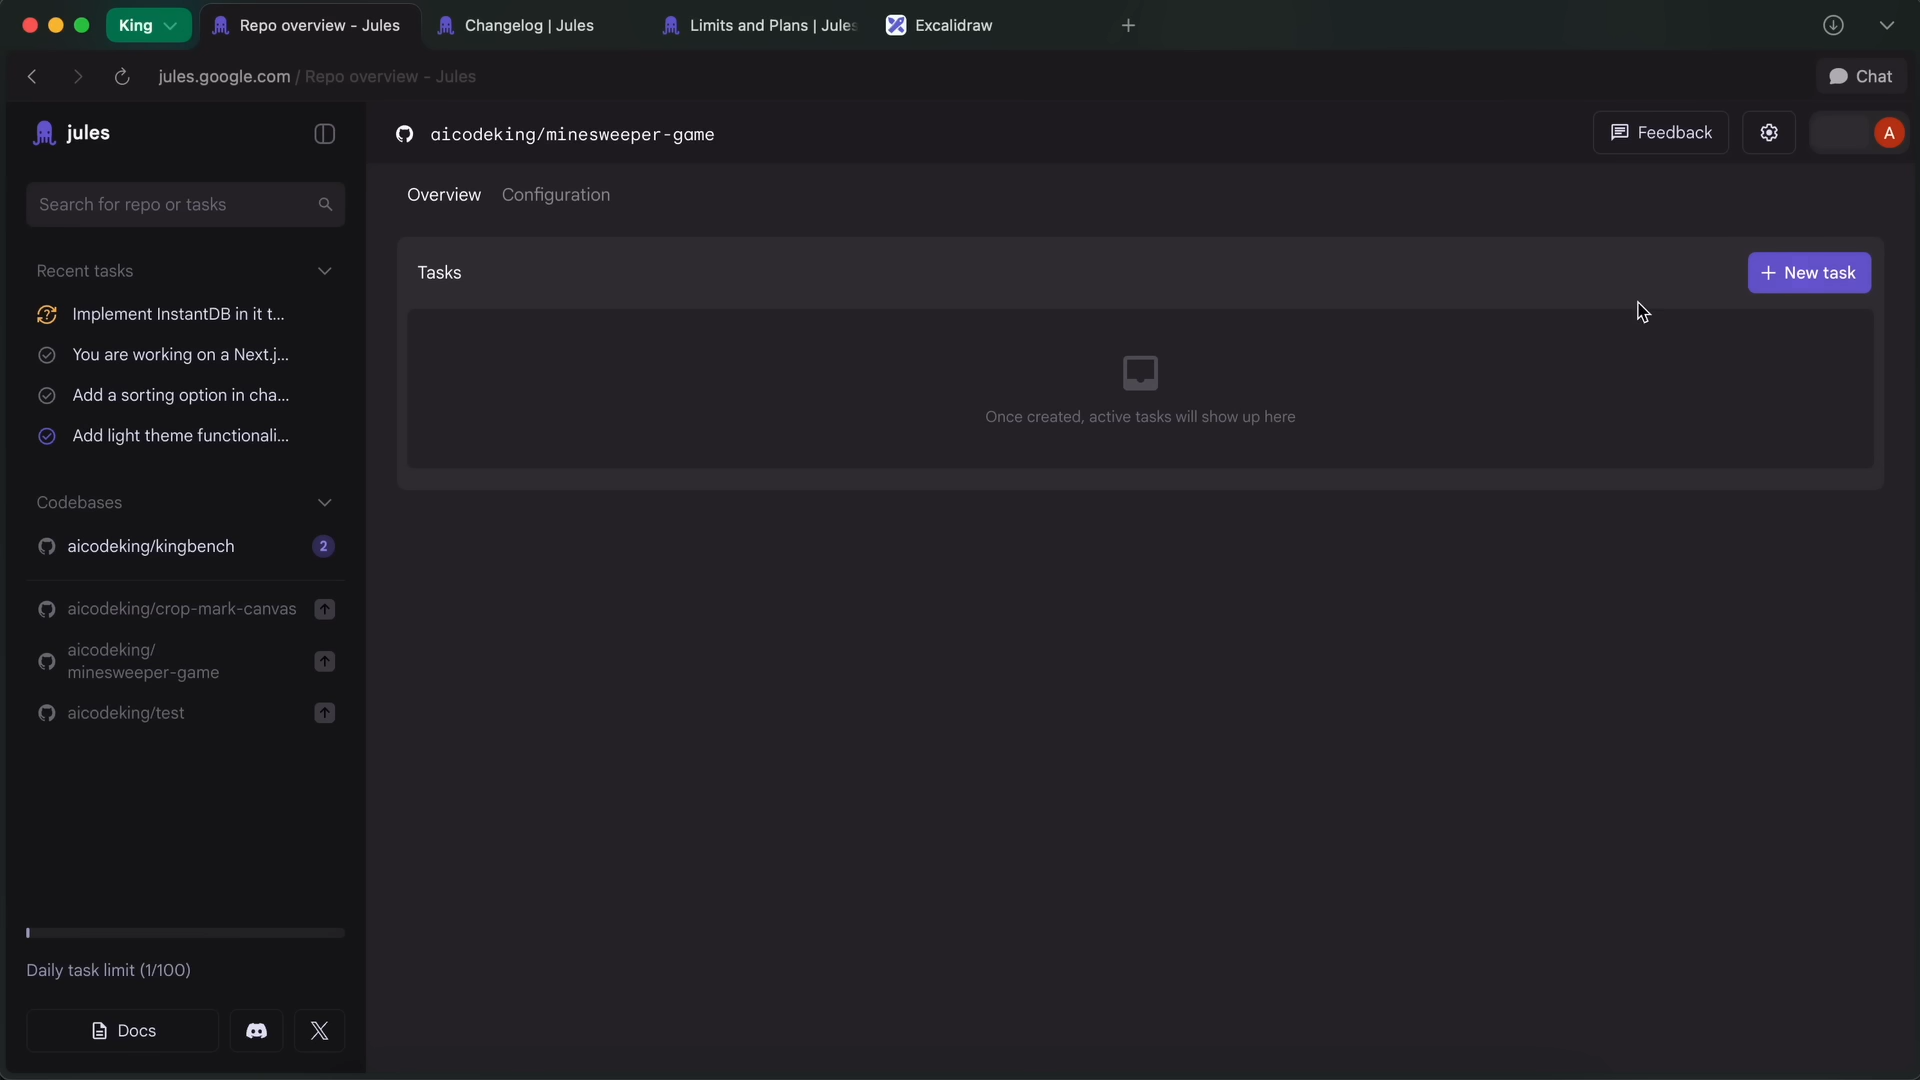 King
Repo overview - Jules
Changelog | Jules
Limits and Plans | Jules
Excalidraw
jules.google.com / Repo overview - Jules
Chat
jules
aicodeking/minesweeper-game
Feedback
A
Search for repo or tasks
Overview
Configuration
Recent tasks
Tasks
+ New task
Implement InstantDB in it t...
You are working on a Next.j...
Add a sorting option in cha...
Add light theme functionali...
Once created, active tasks will show up here
Codebases
aicodeking/kingbench
2
aicodeking/crop-mark-canvas
aicodeking/
minesweeper-game
aicodeking/test
Daily task limit (1/100)
Docs